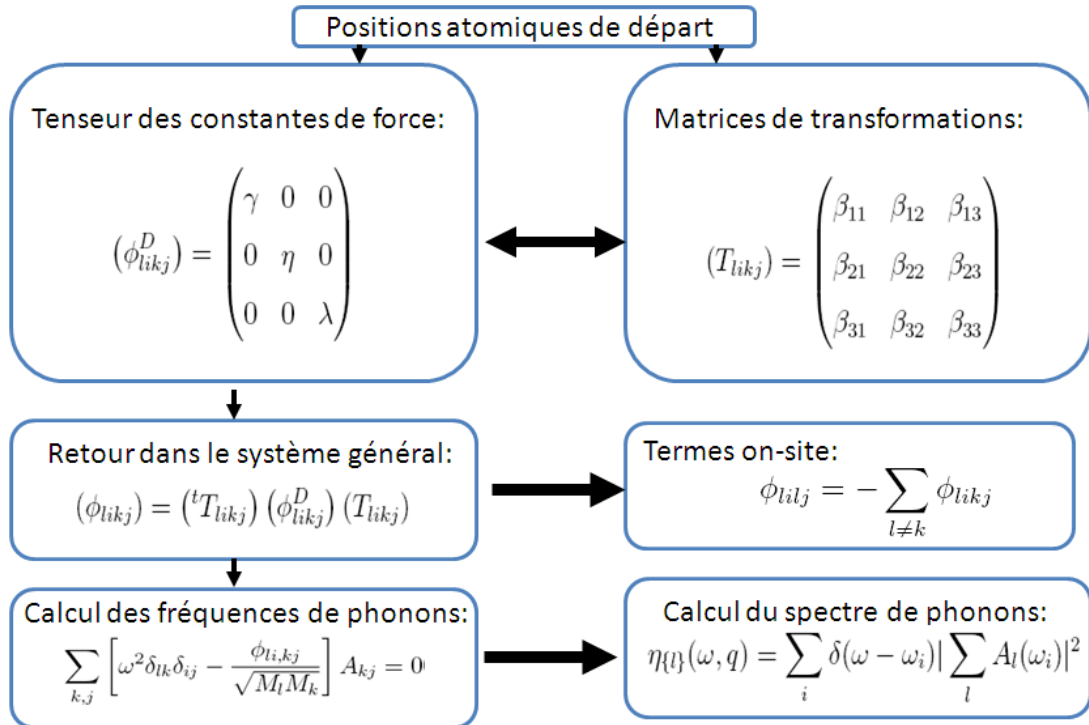 Positions atomiques de départ
Tenseur des constantes de force:
$(\phi^D_{likj}) = \begin{pmatrix} \gamma & 0 & 0 \\ 0 & \eta & 0 \\ 0 & 0 & \lambda \end{pmatrix}$
Matrices de transformations:
$(T_{likj}) = \begin{pmatrix} \beta_{11} & \beta_{12} & \beta_{13} \\ \beta_{21} & \beta_{22} & \beta_{23} \\ \beta_{31} & \beta_{32} & \beta_{33} \end{pmatrix}$
Retour dans le système général:
$(\phi_{likj}) = ({}^tT_{likj}) (\phi^D_{likj}) (T_{likj})$
Termes on-site:
$\phi_{lilj} = - \sum_{l \neq k} \phi_{likj}$
Calcul des fréquences de phonons:
$\sum_{k,j} \left[ \omega^2 \delta_{lk} \delta_{ij} - \frac{\phi_{li,kj}}{\sqrt{M_l M_k}} \right] A_{kj} = 0$
Calcul du spectre de phonons:
$\eta_{\{l\}}(\omega, q) = \sum_i \delta(\omega - \omega_i) | \sum_l A_l(\omega_i) |^2$